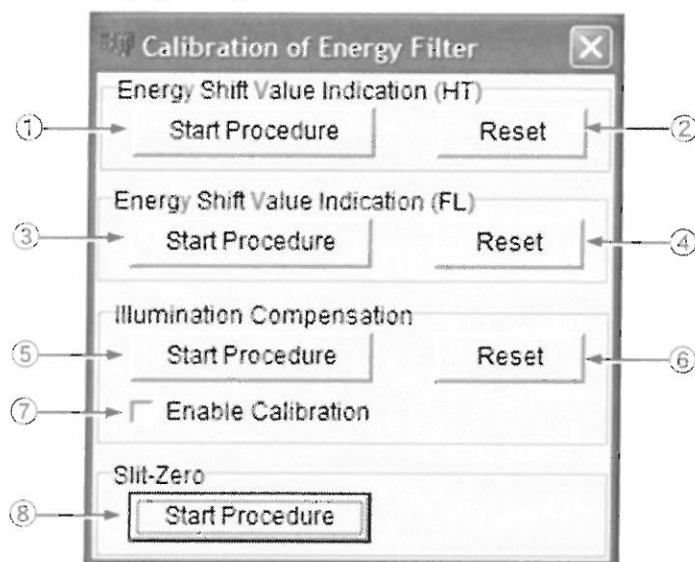 Calibration of Energy Filter
Energy Shift Value Indication (HT)
① Start Procedure Reset ②
Energy Shift Value Indication (FL)
③ Start Procedure Reset ④
Illumination Compensation
⑤ Start Procedure Reset ⑥
⑦ Enable Calibration
Slit-Zero
⑧ Start Procedure